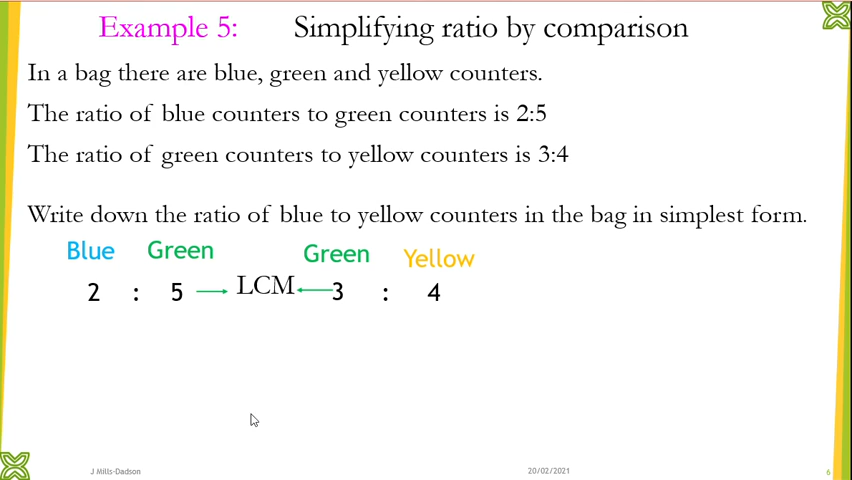 Example 5: Simplifying ratio by comparison
In a bag there are blue, green and yellow counters.
The ratio of blue counters to green counters is 2:5
The ratio of green counters to yellow counters is 3:4
Write down the ratio of blue to yellow counters in the bag in simplest form.
Blue Green Green Yellow
2 : 5 LCM 3 : 4
J Mills-Dadson 20/02/2021 6